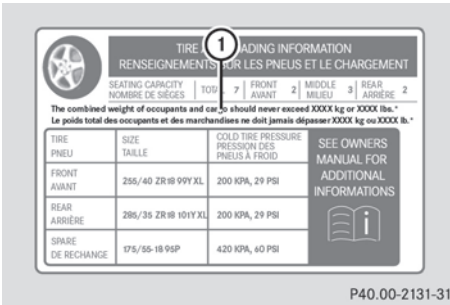 1
TIRE ADING INFORMATION
RENSEIGNEMENTS SUR LES PNEUS ET LE CHARGEMENT
SEATING CAPACITY NOMBRE DE SIÈGES TOTAL 7 FRONT AVANT 2 MIDDLE MILIEU 3 REAR ARRIÈRE 2
The combined weight of occupants and cargo should never exceed XXXX kg or XXXX lbs.*
Le poids total des occupants et des marchandises ne doit jamais dépasser XXXX kg ou XXXX lb.*
TIRE PNEU SIZE TAILLE COLD TIRE PRESSURE PRESSION DES PNEUS À FROID
SEE OWNERS MANUAL FOR ADDITIONAL INFORMATIONS
FRONT AVANT 255/40 ZR18 99Y XL 200 KPA, 29 PSI
REAR ARRIÈRE 285/35 ZR18 101Y XL 200 KPA, 29 PSI
SPARE DE RECHANGE 175/55-18 95P 420 KPA, 60 PSI
i
P40.00-2131-31